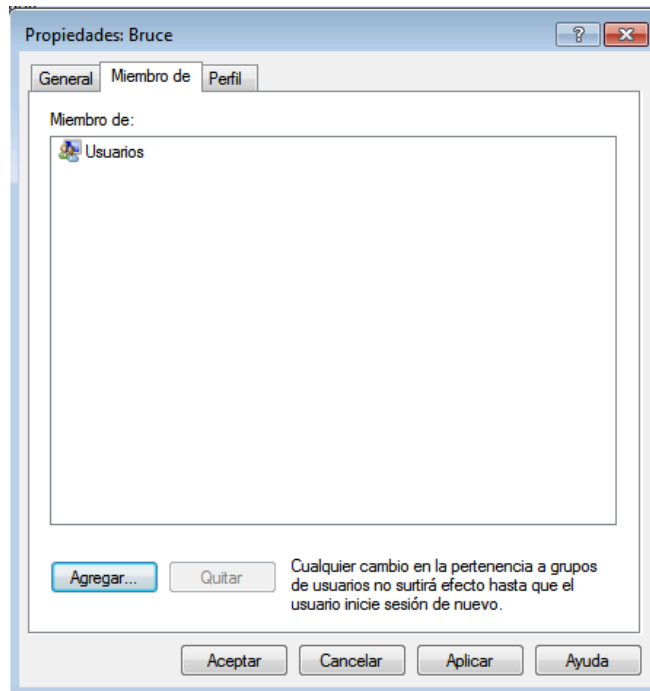 Propiedades: Bruce
General Miembro de Perfil
Miembro de:
Usuarios
Agregar... Quitar
Cualquier cambio en la pertenencia a grupos
de usuarios no surtirá efecto hasta que el
usuario inicie sesión de nuevo.
Aceptar Cancelar Aplicar Ayuda